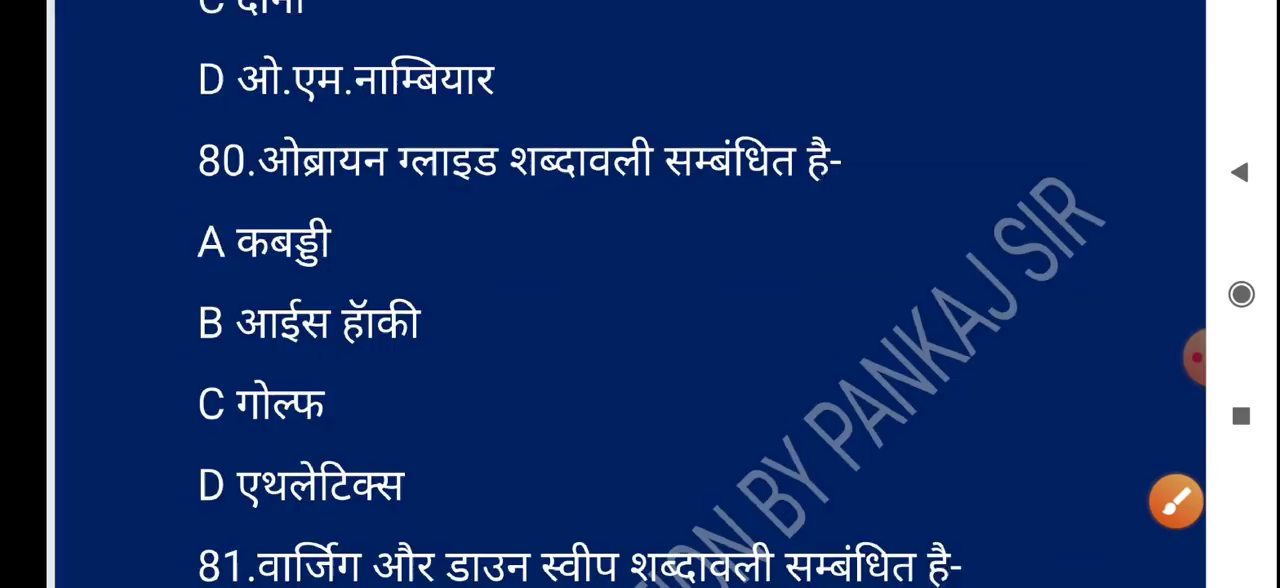 C दोनों
D ओ.एम.नाम्बियार
80.ओब्रायन ग्लाइड शब्दावली सम्बंधित है-
A कबड्डी
B आईस हॅाकी
C गोल्फ
D एथलेटिक्स
81.वार्जिग और डाउन स्वीप शब्दावली सम्बंधित है-
BY PANKAJ SIR